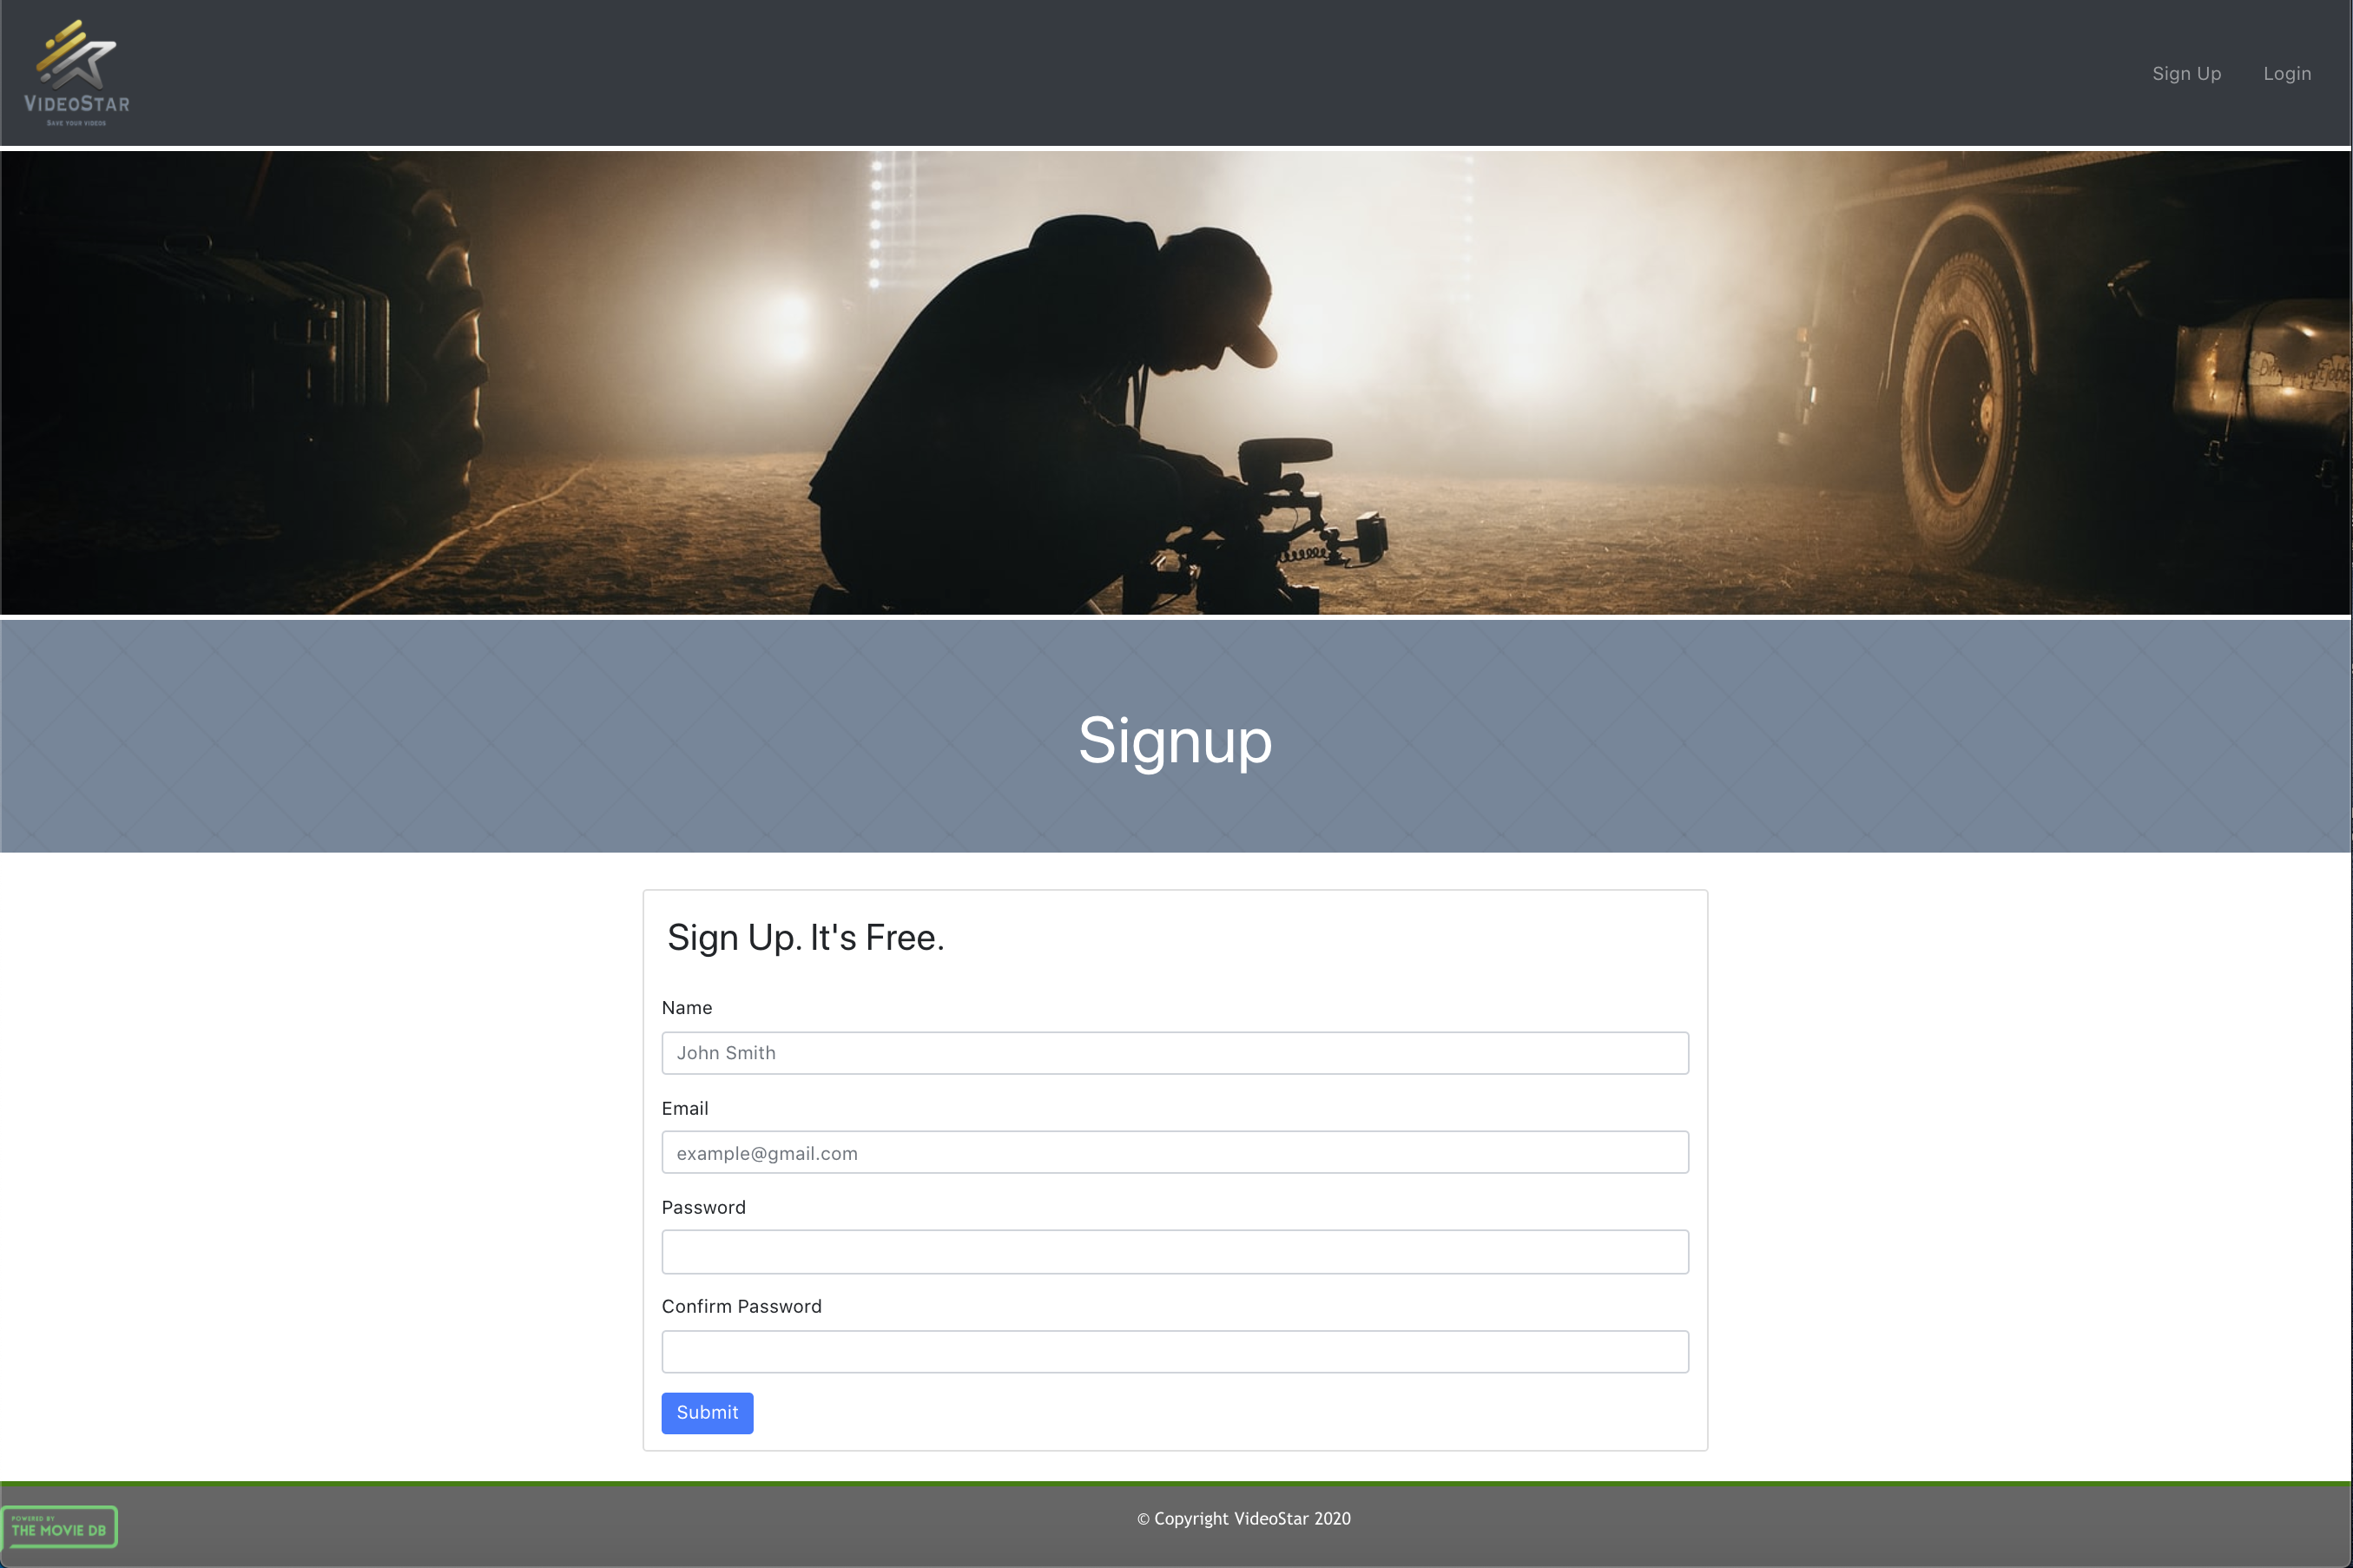 VIDEOSTAR
SAVE YOUR VIDEOS
Sign Up
Login
Signup
Sign Up. It's Free.
Name
John Smith
Email
example@gmail.com
Password
Confirm Password
Submit
POWERED BY
THE MOVIE DB
© Copyright VideoStar 2020